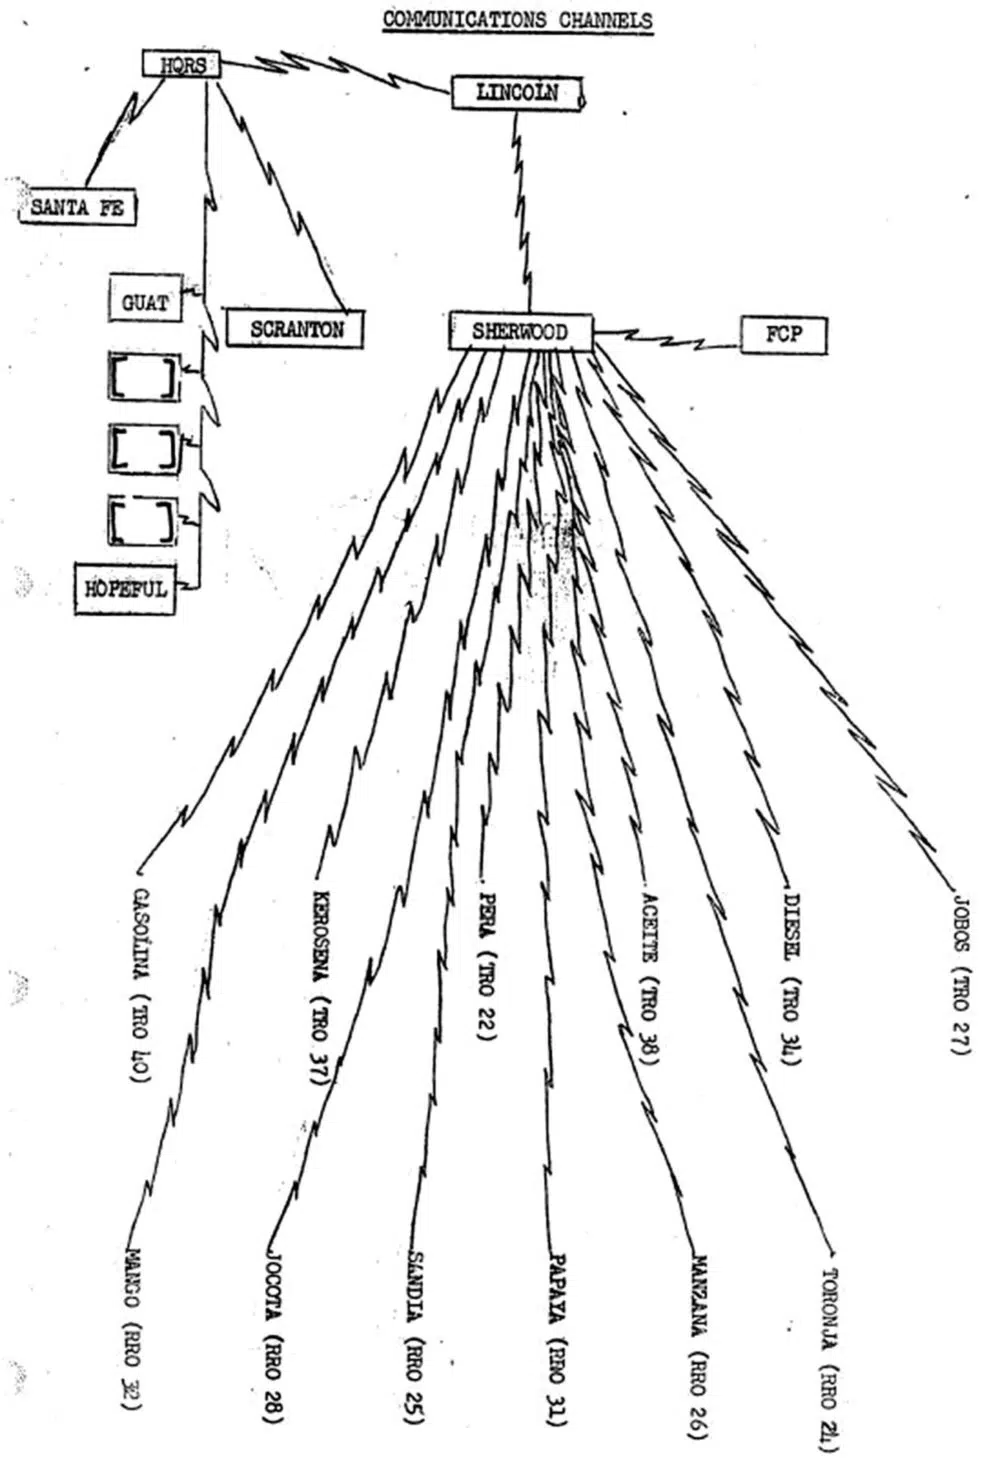 COMMUNICATIONS CHANNELS
HQRS
LINCOLN
SANTA FE
GUAT
SCRANTON
SHERWOOD
FCP
HOPEFUL
GASOLINA (TRO 40)
KEROSENA (TRO 37)
PERA (TRO 22)
ACEITE (TRO 38)
DIESEL (TRO 34)
JOBOS (TRO 27)
MANGO (RRO 32)
JOCOTA (RRO 28)
SANDIA (RRO 25)
PAPAYA (RRO 31)
MANZANA (RRO 26)
TORONJA (RRO 24)